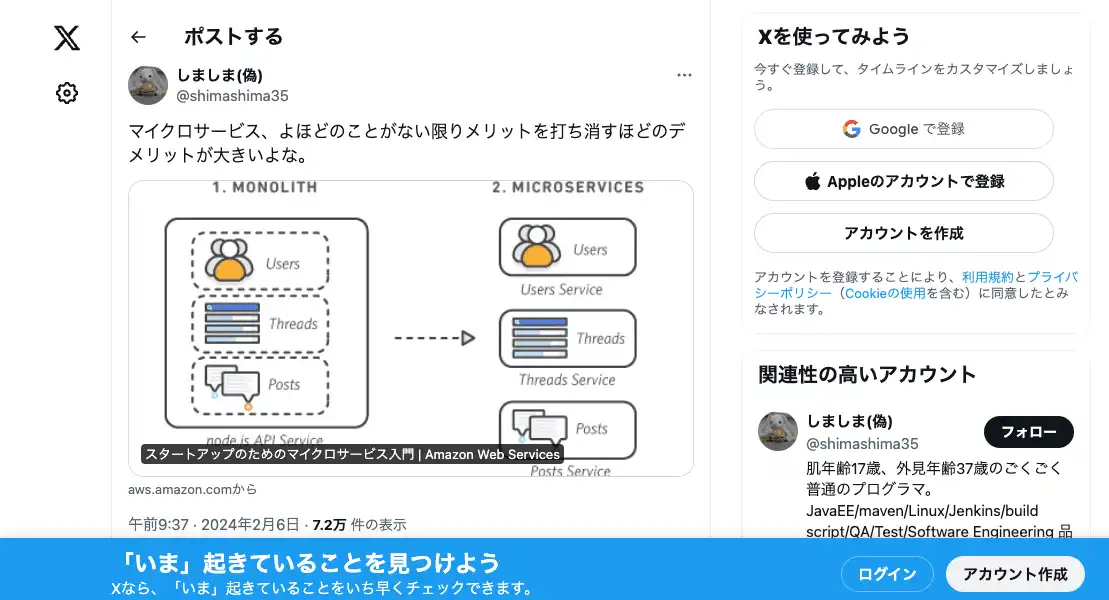 X
ポストする
しましま(偽)
@shimashima35
マイクロサービス、よほどのことがない限りメリットを打ち消すほどのデ
メリットが大きいよな。
1. MONOLITH
2. MICROSERVICES
Users
Threads
Posts
node.js API Service
Users
Users Service
Threads
Threads Service
Posts
Posts Service
スタートアップのためのマイクロサービス入門 | Amazon Web Services
aws.amazon.comから
午前9:37 · 2024年2月6日 · 7.2万 件の表示
Xを使ってみよう
今すぐ登録して、タイムラインをカスタマイズしましょ
う。
Google で登録
Appleのアカウントで登録
アカウントを作成
アカウントを登録することにより、利用規約とプライバ
シーポリシー（Cookieの使用を含む）に同意したとみ
なされます。
関連性の高いアカウント
しましま(偽)
@shimashima35
フォロー
肌年齢17歳、外見年齢37歳のごくごく
普通のプログラマ。
JavaEE/maven/Linux/Jenkins/build
script/QA/Test/Software Engineering 品
「いま」起きていることを見つけよう
Xなら、「いま」起きていることをいち早くチェックできます。
ログイン
アカウント作成